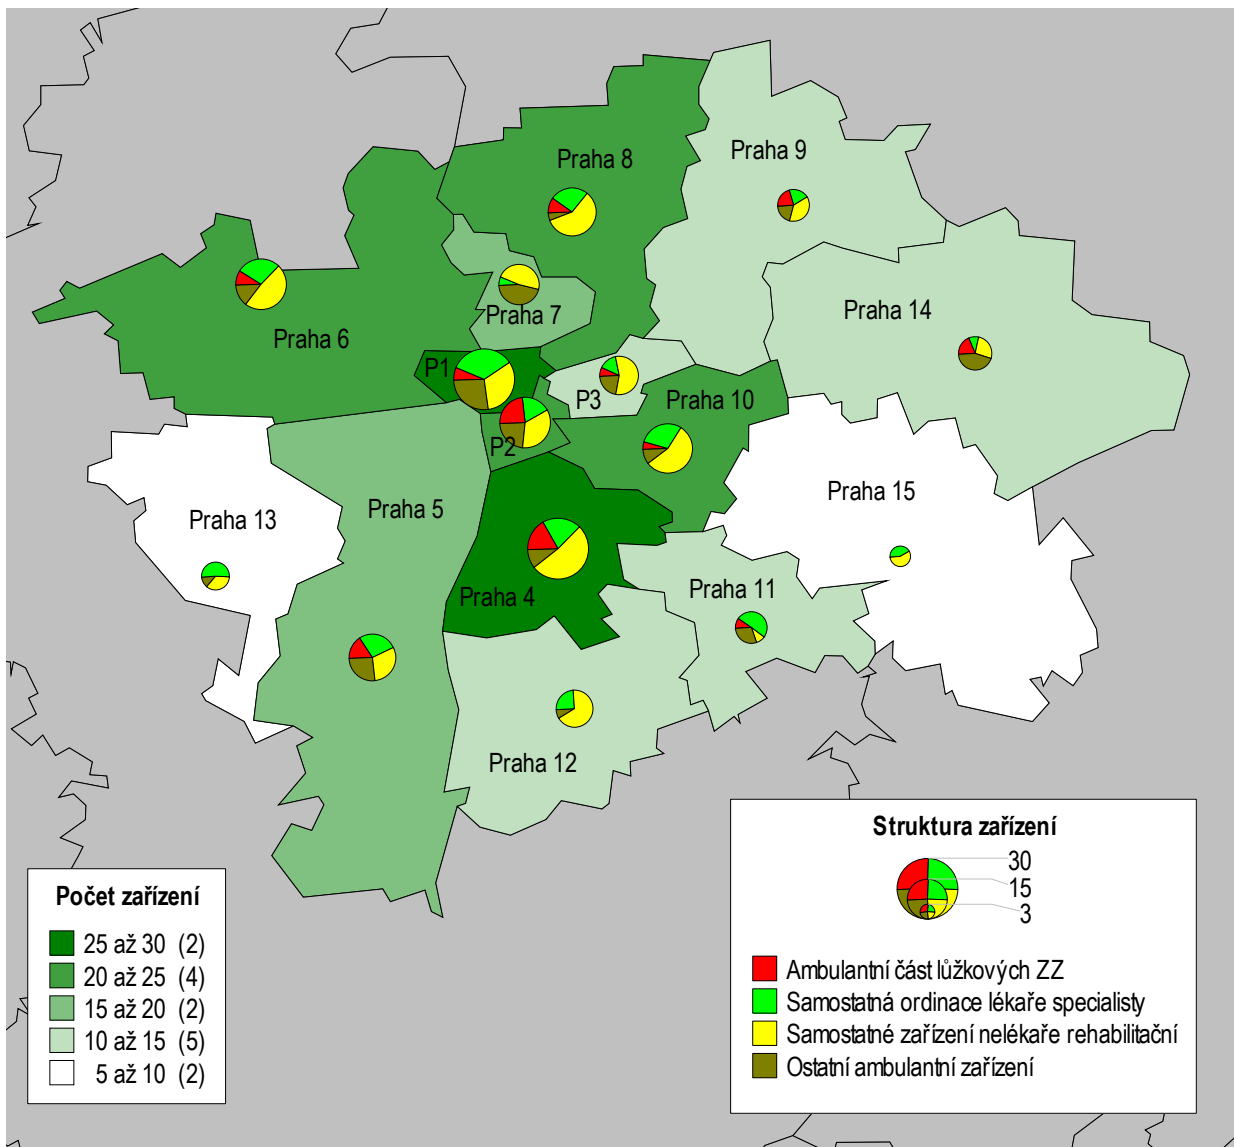 Praha 8
Praha 9
Praha 14
Praha 7
Praha 6
P1
P3
Praha 10
P2
Praha 15
Praha 5
Praha 13
Praha 4
Praha 11
Praha 12
Struktura zařízení
30
15
3
Ambulantní část lůžkových ZZ
Samostatná ordinace lékaře specialisty
Samostatné zařízení nelékaře rehabilitační
Ostatní ambulantní zařízení
Počet zařízení
25 až 30 (2)
20 až 25 (4)
15 až 20 (2)
10 až 15 (5)
5 až 10 (2)